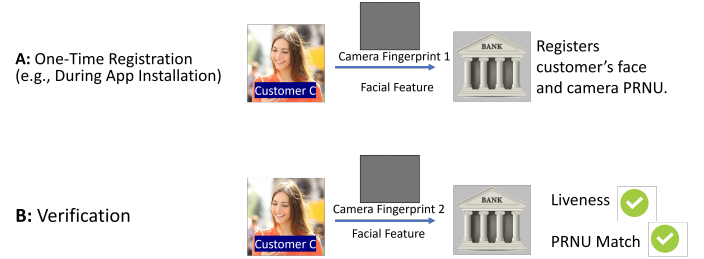 A: One-Time Registration
(e.g., During App Installation)
Customer C
Camera Fingerprint 1
Facial Feature
BANK
Registers
customer's face
and camera PRNU.
B: Verification
Customer C
Camera Fingerprint 2
Facial Feature
BANK
Liveness
PRNU Match